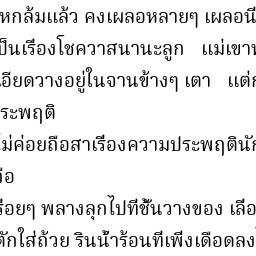 หกล้มแล้ว คงเผลอหลายๆ เผลอนี
ป็นเรื่องโชควาสนานะลูก แม่เขา
อียดวางอยู่ในจานข้างๆ เตา แต่
ระพฤติ
ม่ค่อยถือสาเรื่องความประพฤตินั
ือ
รื่อยๆ พลางลุกไปที่ชั้นวางของ เลือ
ตักใส่ถ้วย รินน้ำร้อนที่เพิ่งเดือดลง